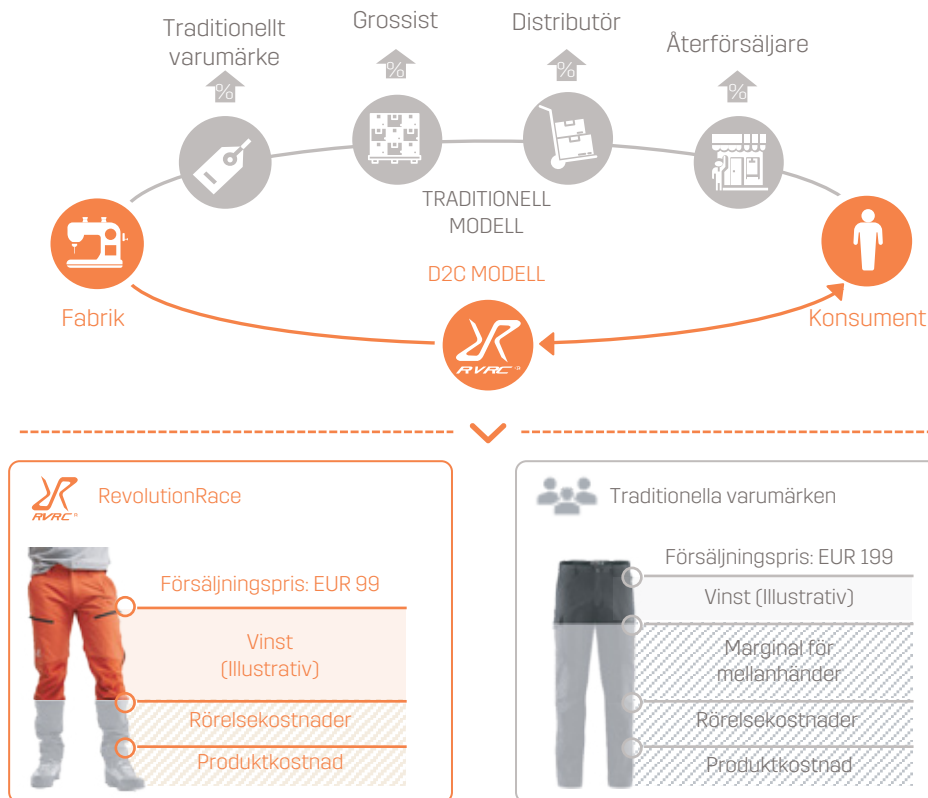 Traditionellt
varumärke
Grossist
Distributör
Återförsäljare
%
%
%
%
TRADITIONELL
MODELL
D2C MODELL
Fabrik
Konsument
RVRC
RVRC®
RevolutionRace
Försäljningspris: EUR 99
Vinst
(Illustrativ)
Rörelsekostnader
Produktkostnad
Traditionella varumärken
Försäljningspris: EUR 199
Vinst (Illustrativ)
Marginal för
mellanhänder
Rörelsekostnader
Produktkostnad